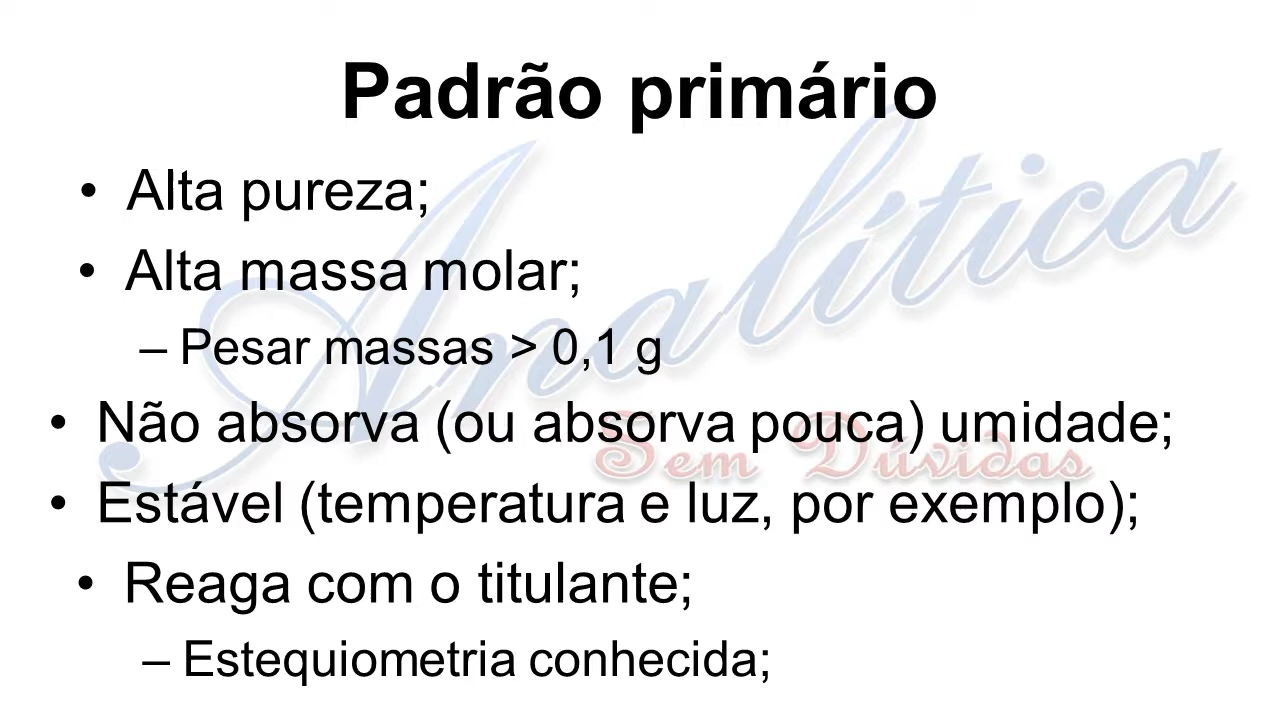 Padrão primário
• Alta pureza;
• Alta massa molar;
– Pesar massas > 0,1 g
• Não absorva (ou absorva pouca) umidade;
• Estável (temperatura e luz, por exemplo);
• Reaga com o titulante;
– Estequiometria conhecida;
Analítica
Sem Dúvidas